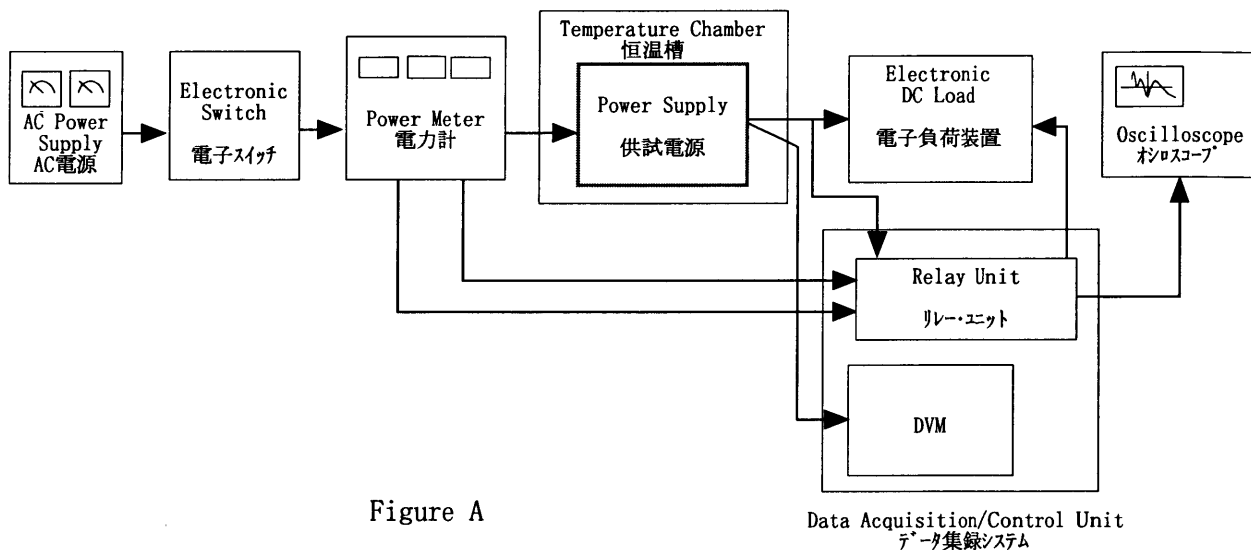 AC Power
Supply
AC電源
Electronic
Switch
電子スイッチ
Power Meter
電力計
Temperature Chamber
恒温槽
Power Supply
供試電源
Electronic
DC Load
電子負荷装置
Oscilloscope
オシロスコープ
Relay Unit
リレー・ユニット
DVM
Figure A
Data Acquisition/Control Unit
データ集録システム